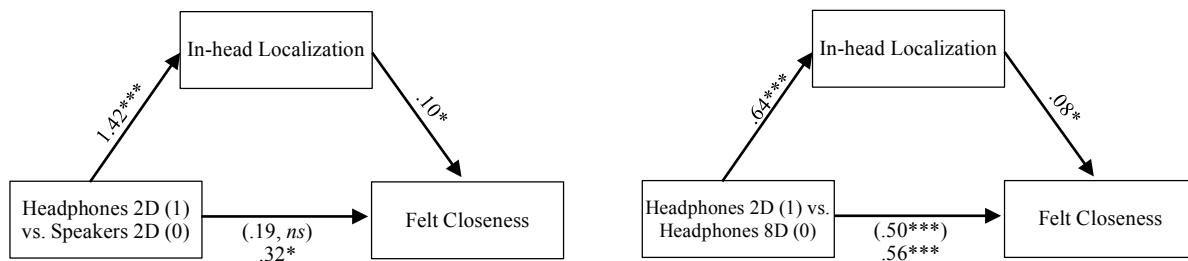 In-head Localization
1.42***
.10*
Headphones 2D (1)
vs. Speakers 2D (0)
(.19, ns)
.32*
Felt Closeness
In-head Localization
.64***
.08*
Headphones 2D (1) vs.
Headphones 8D (0)
(.50***)
.56***
Felt Closeness